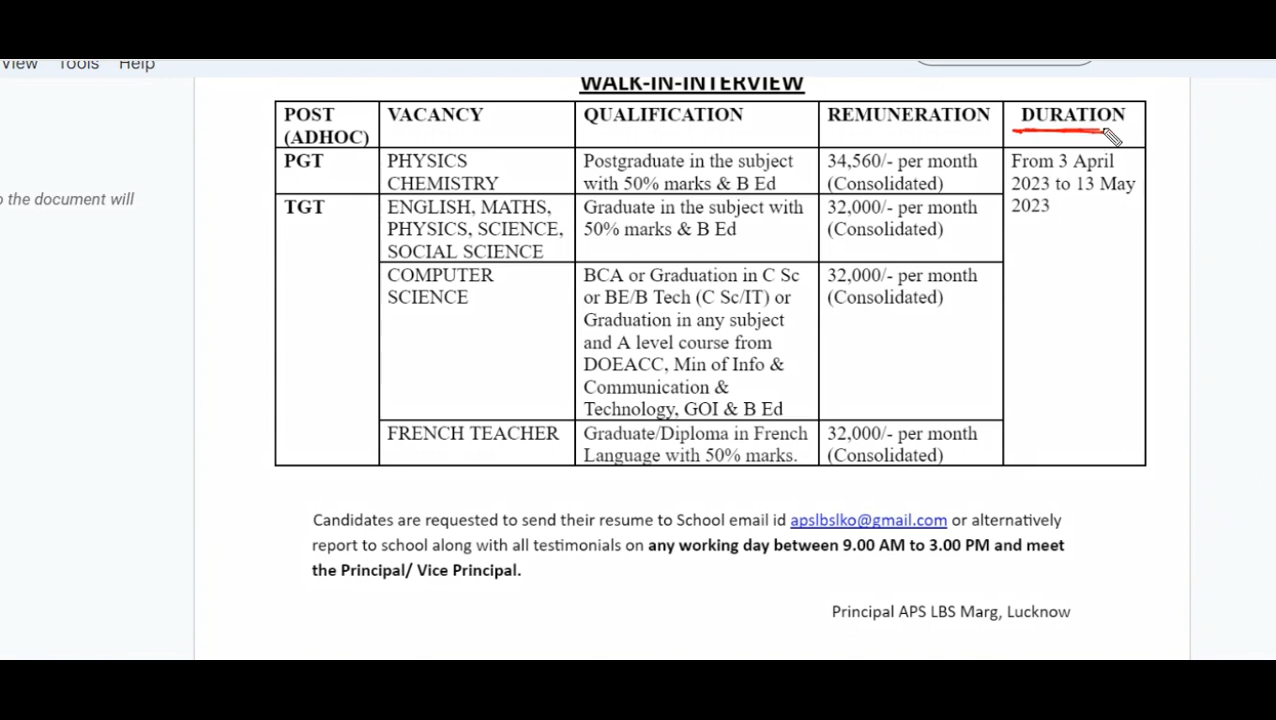 View Tools Help
o the document will
WALK-IN-INTERVIEW
POST (ADHOC) VACANCY QUALIFICATION REMUNERATION DURATION
PGT
PHYSICS
CHEMISTRY
Postgraduate in the subject
with 50% marks & B Ed
34,560/- per month
(Consolidated)
From 3 April
2023 to 13 May
2023
TGT
ENGLISH, MATHS,
PHYSICS, SCIENCE,
SOCIAL SCIENCE
Graduate in the subject with
50% marks & B Ed
32,000/- per month
(Consolidated)
COMPUTER
SCIENCE
BCA or Graduation in C Sc
or BE/B Tech (C Sc/IT) or
Graduation in any subject
and A level course from
DOEACC, Min of Info &
Communication &
Technology, GOI & B Ed
32,000/- per month
(Consolidated)
FRENCH TEACHER
Graduate/Diploma in French
Language with 50% marks.
32,000/- per month
(Consolidated)
Candidates are requested to send their resume to School email id apslbslko@gmail.com or alternatively
report to school along with all testimonials on any working day between 9.00 AM to 3.00 PM and meet
the Principal/ Vice Principal.
Principal APS LBS Marg, Lucknow